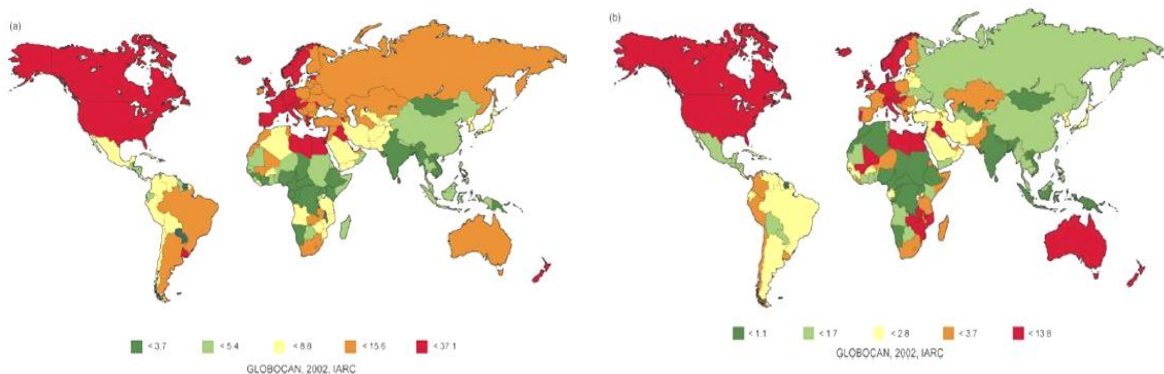 (a)
< 3.7 < 5.4 < 8.8 < 15.6 < 37.1
GLOBOCAN, 2002, IARC
(b)
< 1.1 < 1.7 < 2.8 < 3.7 < 13.8
GLOBOCAN, 2002, IARC